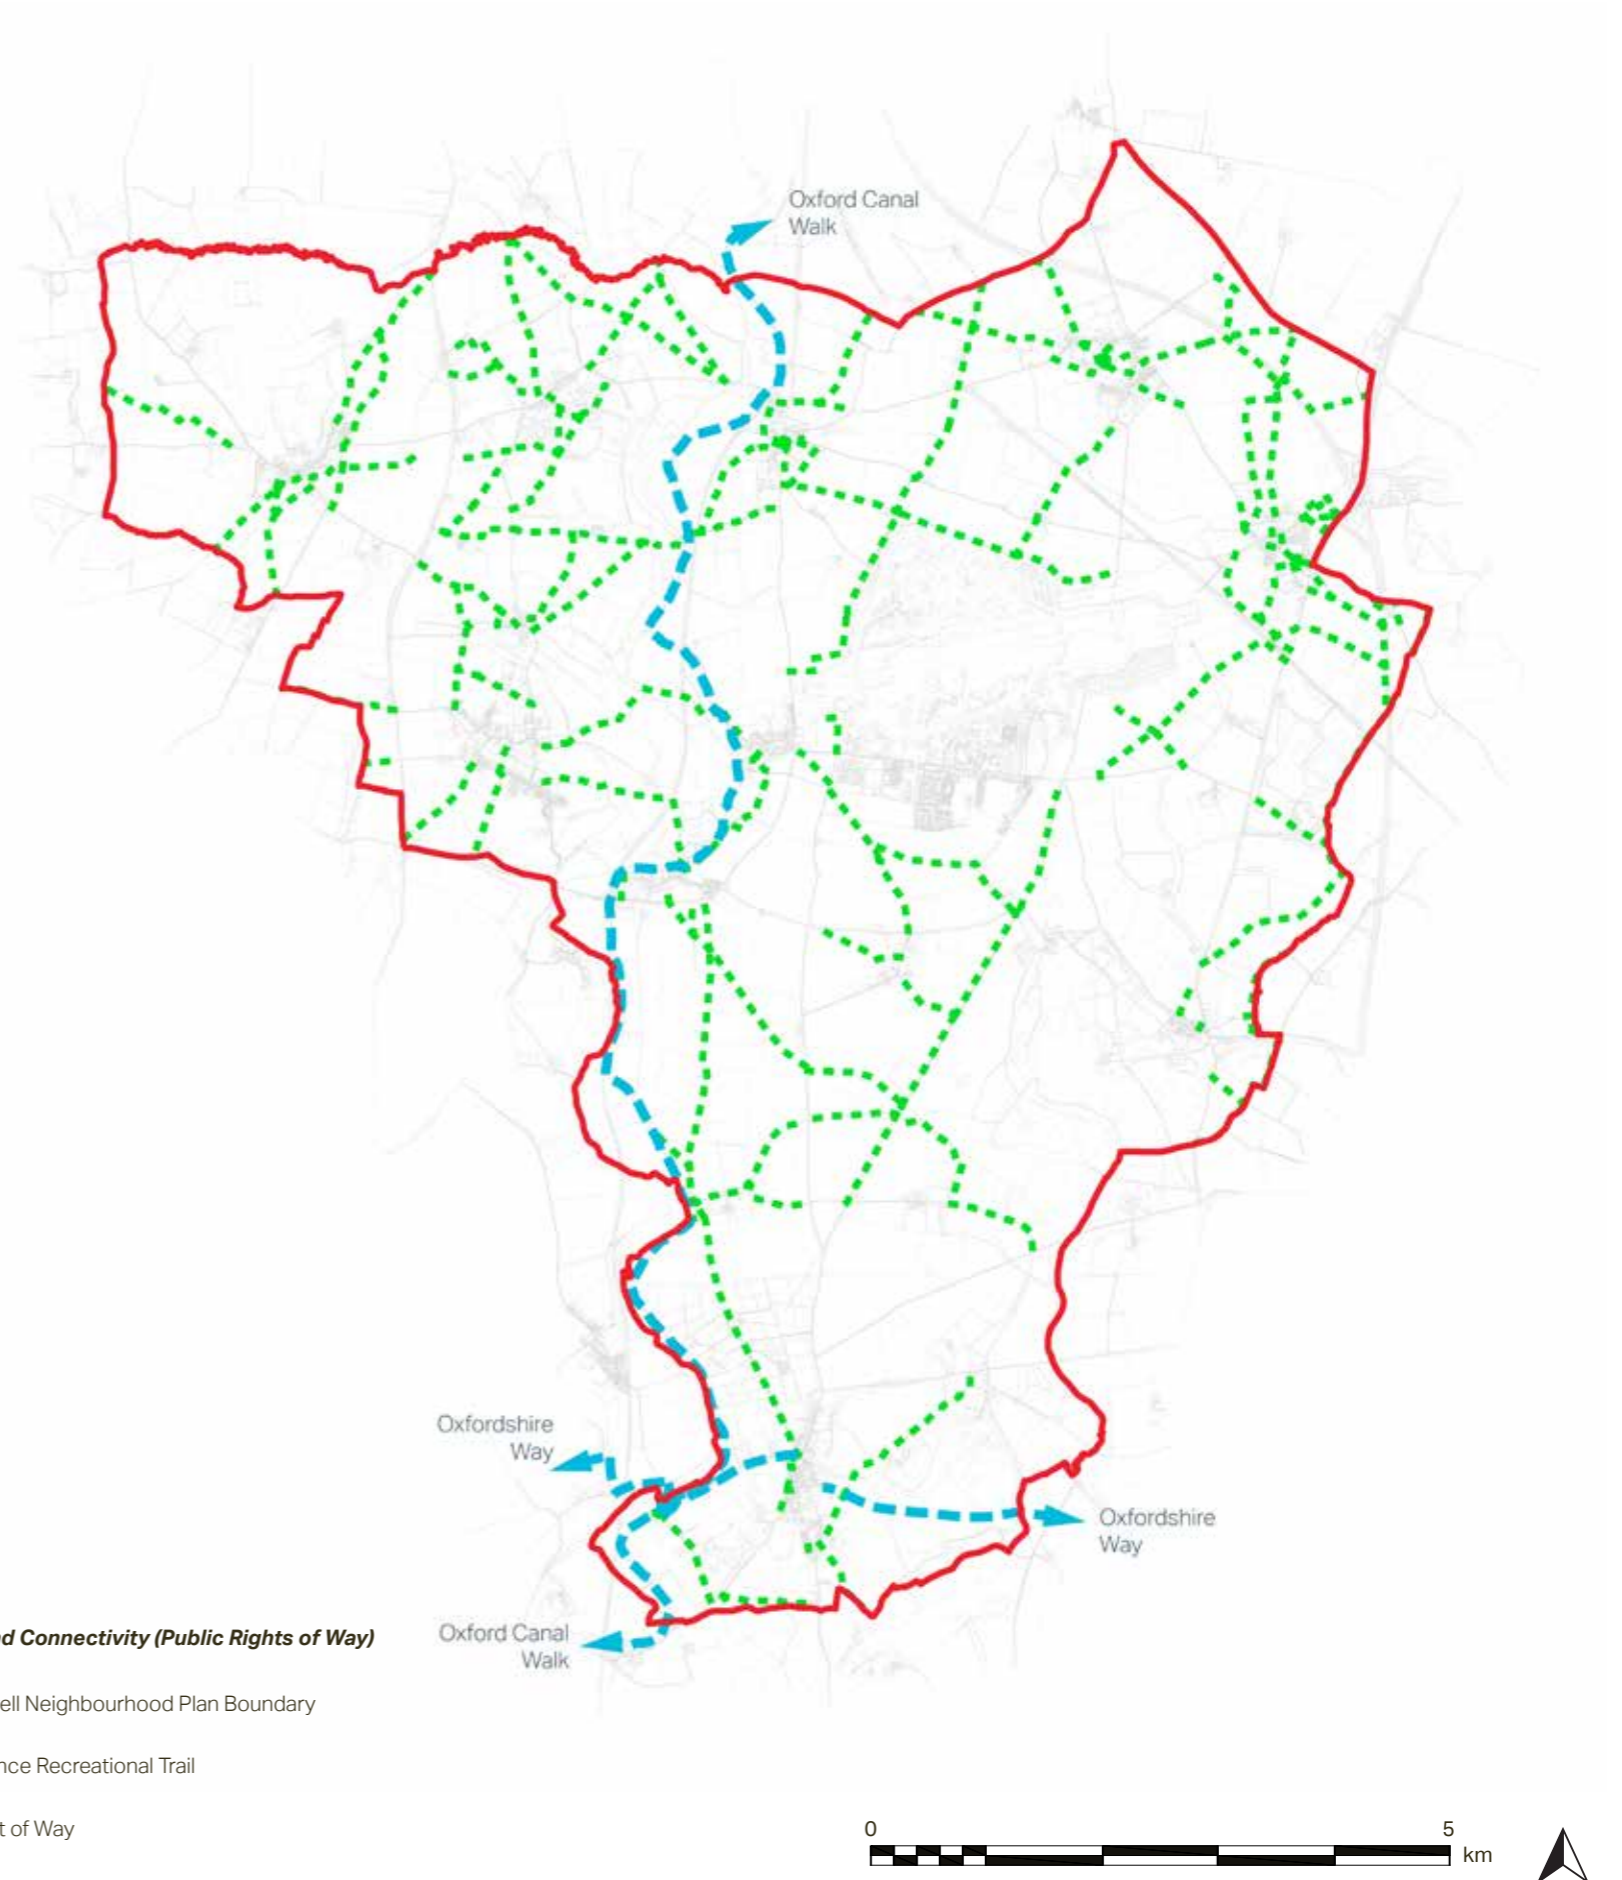 Oxford Canal
Walk
Oxfordshire
Way
Oxfordshire
Way
Oxford Canal
Walk
d Connectivity (Public Rights of Way)
ell Neighbourhood Plan Boundary
nce Recreational Trail
t of Way
0 5
km